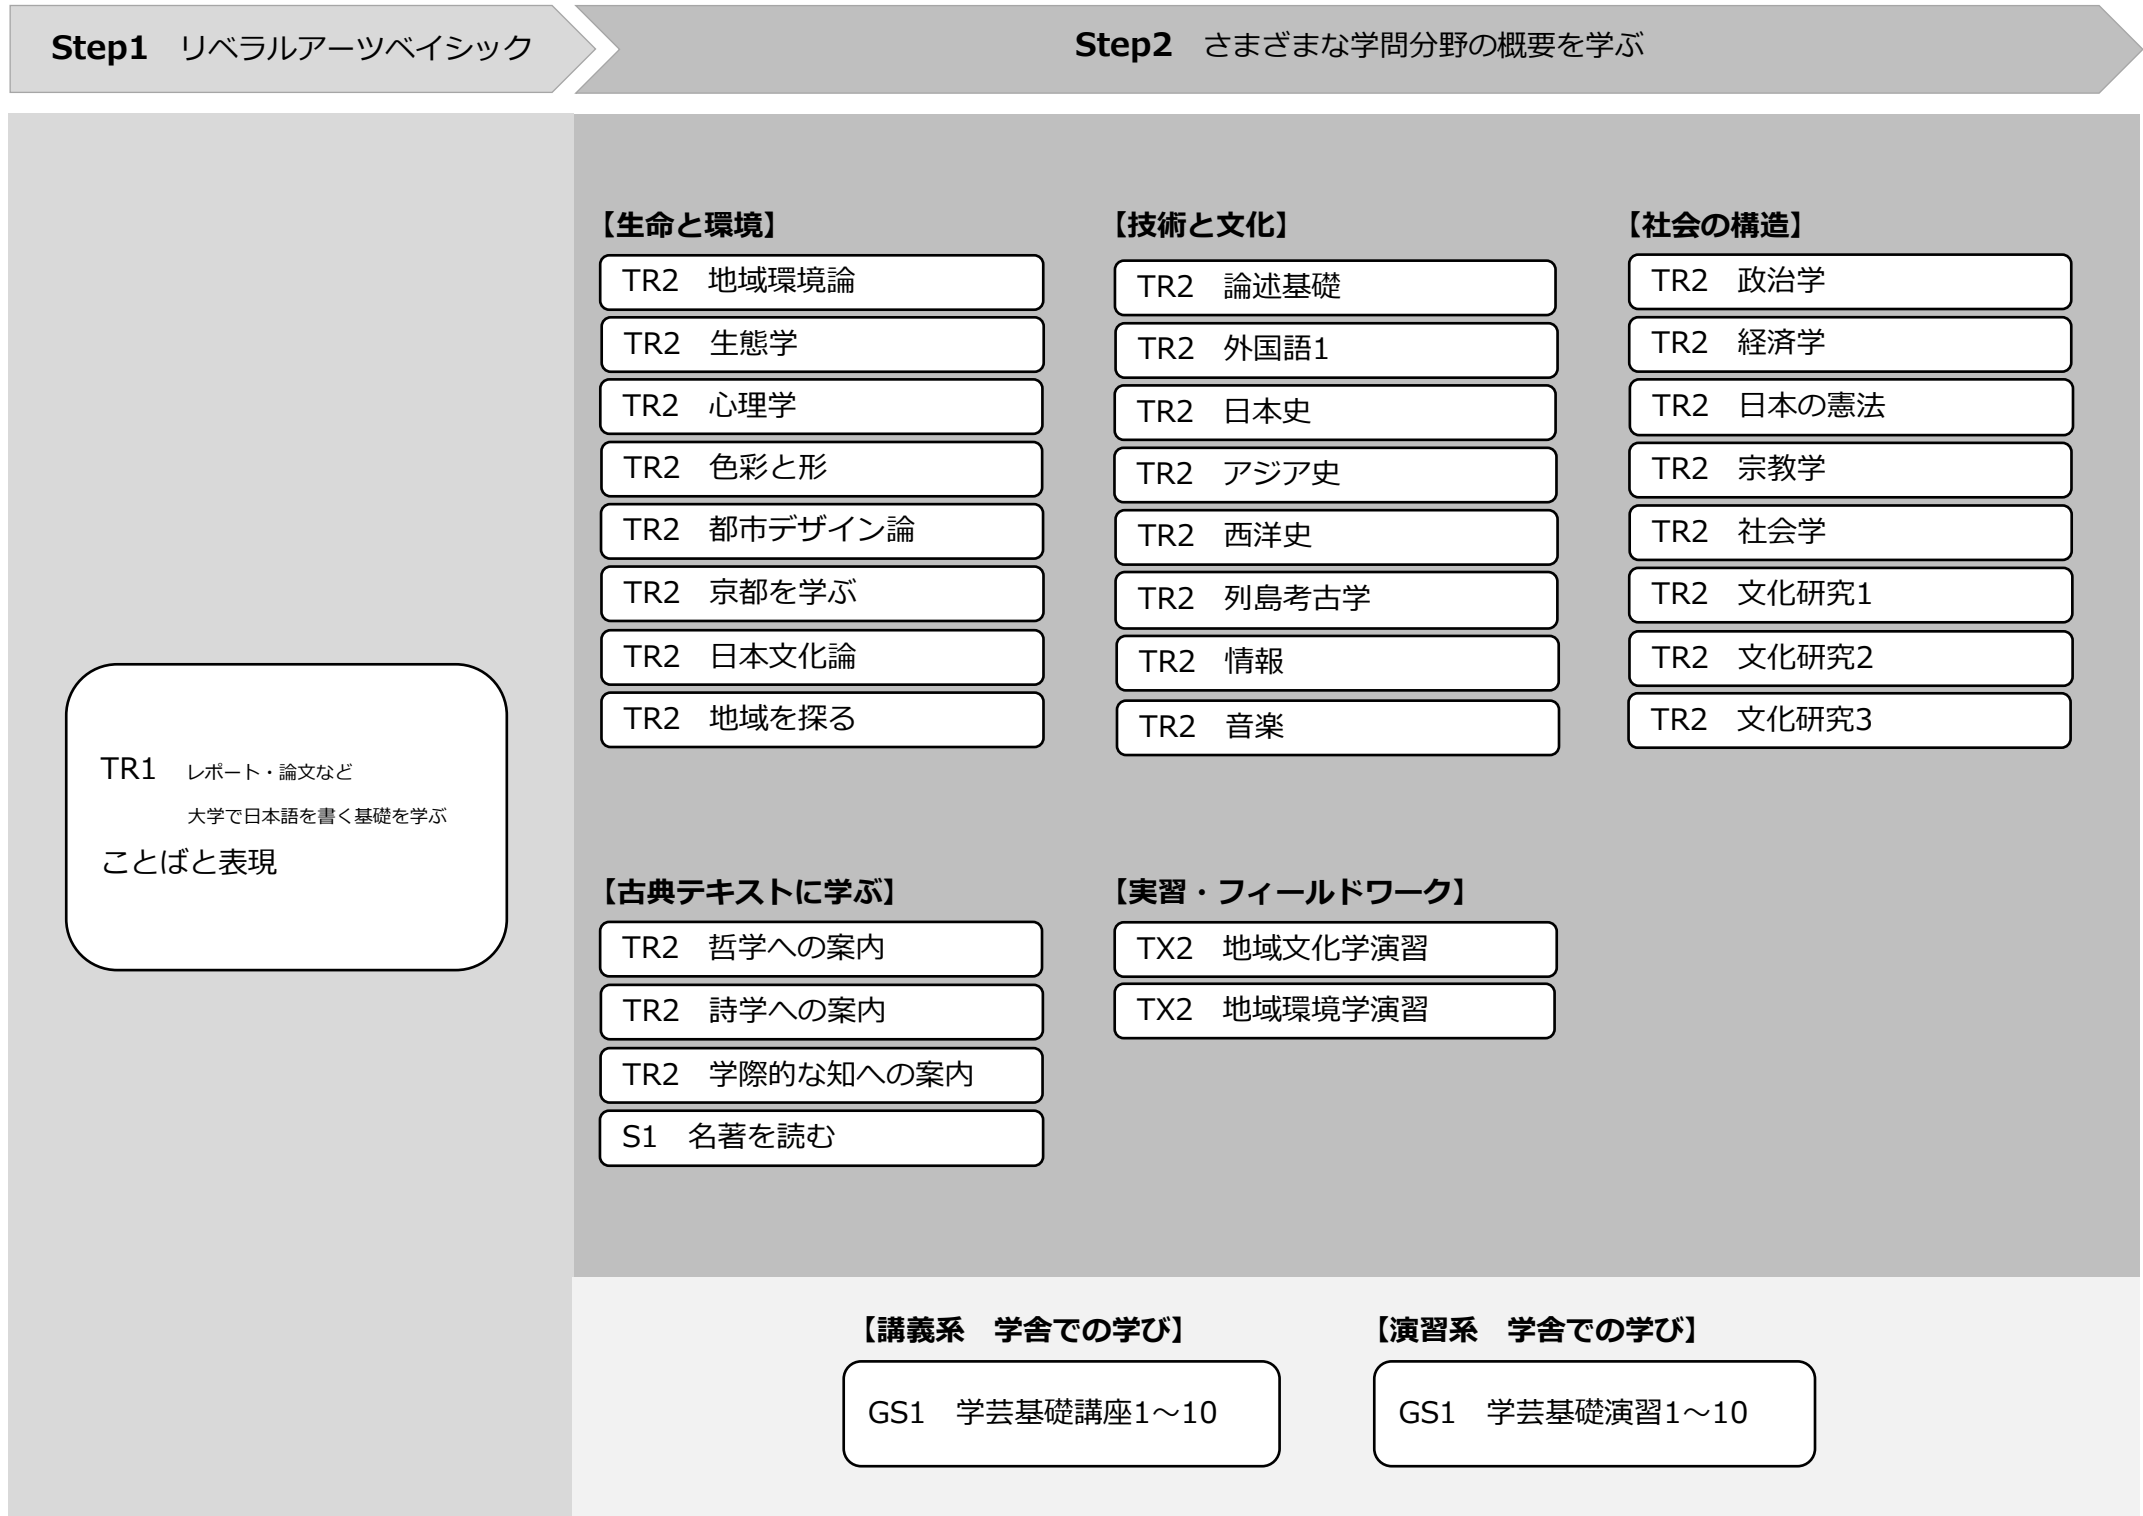 Step1　リベラルアーツベイシック
Step2　さまざまな学問分野の概要を学ぶ
TR1　レポート・論文など
大学で日本語を書く基礎を学ぶ
ことばと表現
【生命と環境】
TR2　地域環境論
TR2　生態学
TR2　心理学
TR2　色彩と形
TR2　都市デザイン論
TR2　京都を学ぶ
TR2　日本文化論
TR2　地域を探る
【技術と文化】
TR2　論述基礎
TR2　外国語1
TR2　日本史
TR2　アジア史
TR2　西洋史
TR2　列島考古学
TR2　情報
TR2　音楽
【社会の構造】
TR2　政治学
TR2　経済学
TR2　日本の憲法
TR2　宗教学
TR2　社会学
TR2　文化研究1
TR2　文化研究2
TR2　文化研究3
【古典テキストに学ぶ】
TR2　哲学への案内
TR2　詩学への案内
TR2　学際的な知への案内
S1　名著を読む
【実習・フィールドワーク】
TX2　地域文化学演習
TX2　地域環境学演習
【講義系　学舎での学び】
GS1　学芸基礎講座1～10
【演習系　学舎での学び】
GS1　学芸基礎演習1～10